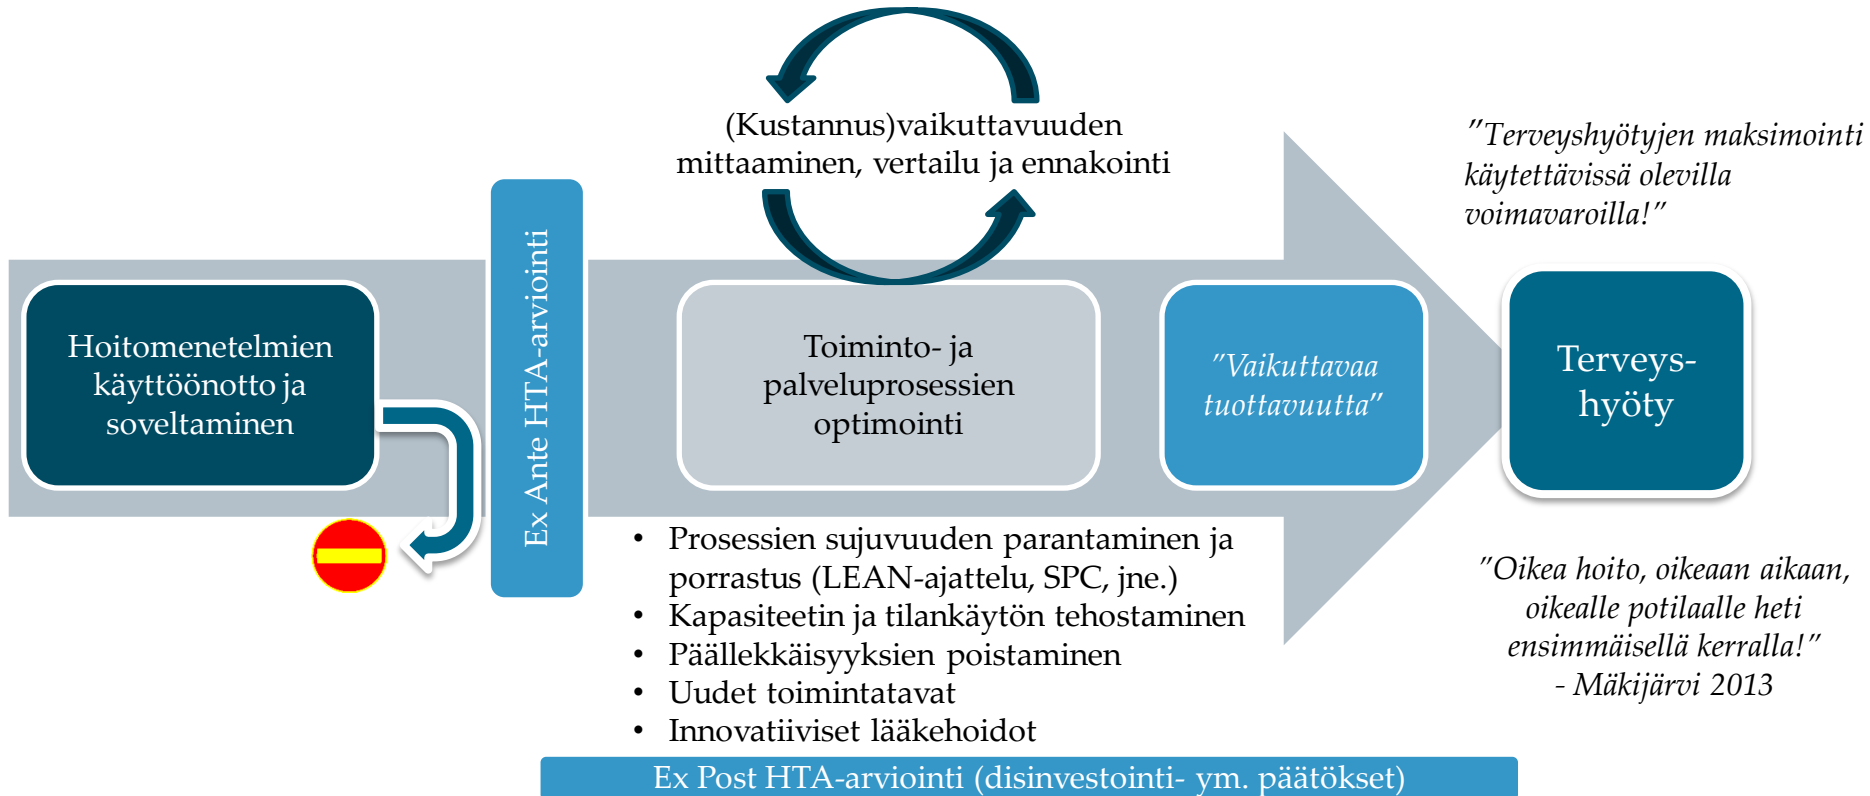 (Kustannus)vaikuttavuuden
mittaaminen, vertailu ja ennakointi
”Terveyshyötyjen maksimointi
käytettävissä olevilla
voimavaroilla!”
Hoitomenetelmien
käyttöönotto ja
soveltaminen
Ex Ante HTA-arviointi
Toiminto- ja
palveluprosessien
optimointi
”Vaikuttavaa
tuottavuutta”
Terveys-
hyöty
• Prosessien sujuvuuden parantaminen ja
porrastus (LEAN-ajattelu, SPC, jne.)
• Kapasiteetin ja tilankäytön tehostaminen
• Päällekkäisyyksien poistaminen
• Uudet toimintatavat
• Innovatiiviset lääkehoidot
”Oikea hoito, oikeaan aikaan,
oikealle potilaalle heti
ensimmäisellä kerralla!”
- Mäkijärvi 2013
Ex Post HTA-arviointi (disinvestointi- ym. päätökset)